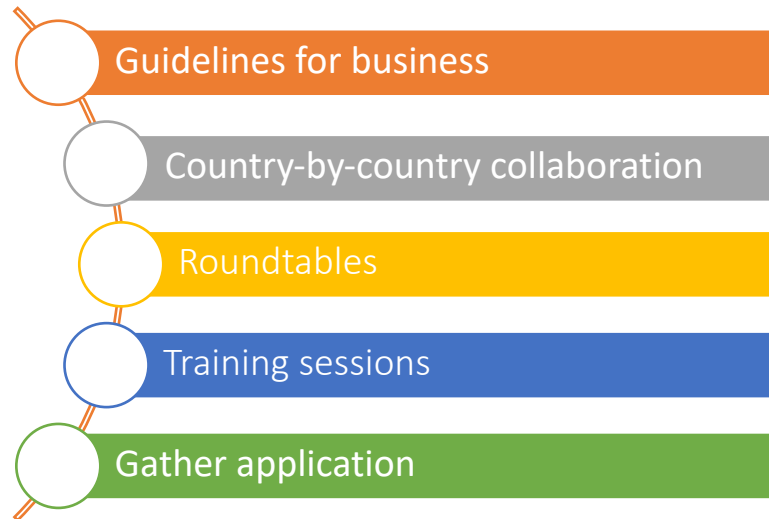 Guidelines for business
Country-by-country collaboration
Roundtables
Training sessions
Gather application